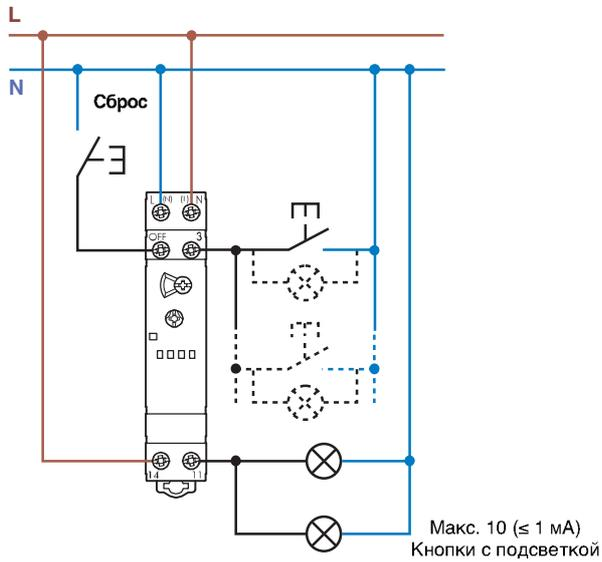 L
N
Сброс
L (N) (L) N
OFF 3
14 11
Макс. 10 (≤ 1 мА)
Кнопки с подсветкой